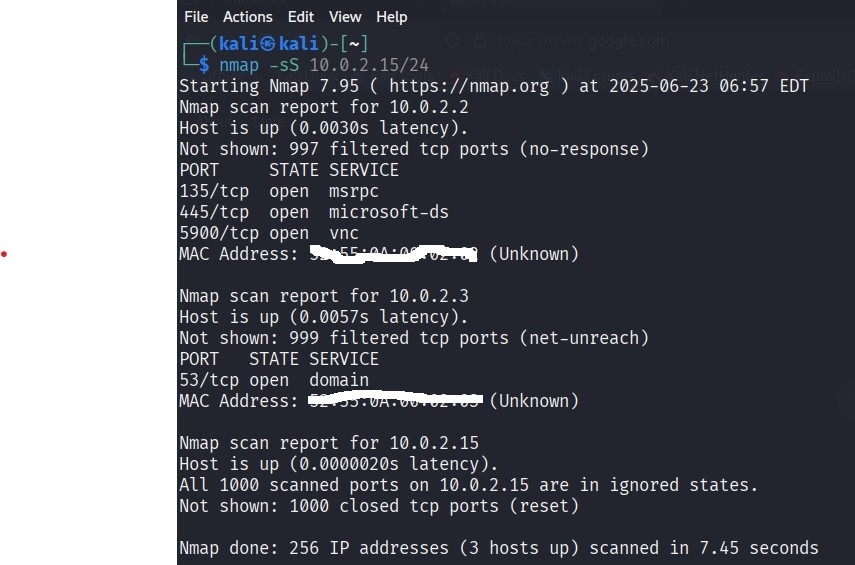 File Actions Edit View Help
┌──(kali㉿kali)-[~]
└─$ nmap -sS 10.0.2.15/24
Starting Nmap 7.95 ( https://nmap.org ) at 2025-06-23 06:57 EDT
Nmap scan report for 10.0.2.2
Host is up (0.0030s latency).
Not shown: 997 filtered tcp ports (no-response)
PORT     STATE SERVICE
135/tcp  open  msrpc
445/tcp  open  microsoft-ds
5900/tcp open  vnc
MAC Address: (Unknown)
Nmap scan report for 10.0.2.3
Host is up (0.0057s latency).
Not shown: 999 filtered tcp ports (net-unreach)
PORT   STATE SERVICE
53/tcp open  domain
MAC Address: (Unknown)
Nmap scan report for 10.0.2.15
Host is up (0.0000020s latency).
All 1000 scanned ports on 10.0.2.15 are in ignored states.
Not shown: 1000 closed tcp ports (reset)
Nmap done: 256 IP addresses (3 hosts up) scanned in 7.45 seconds